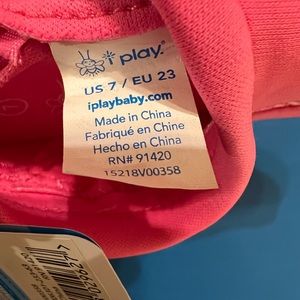 i play.
US 7 / EU 23
iplaybaby.com
Made in China
Fabriqué en Chine
Hecho en China
RN# 91420
15218V00358